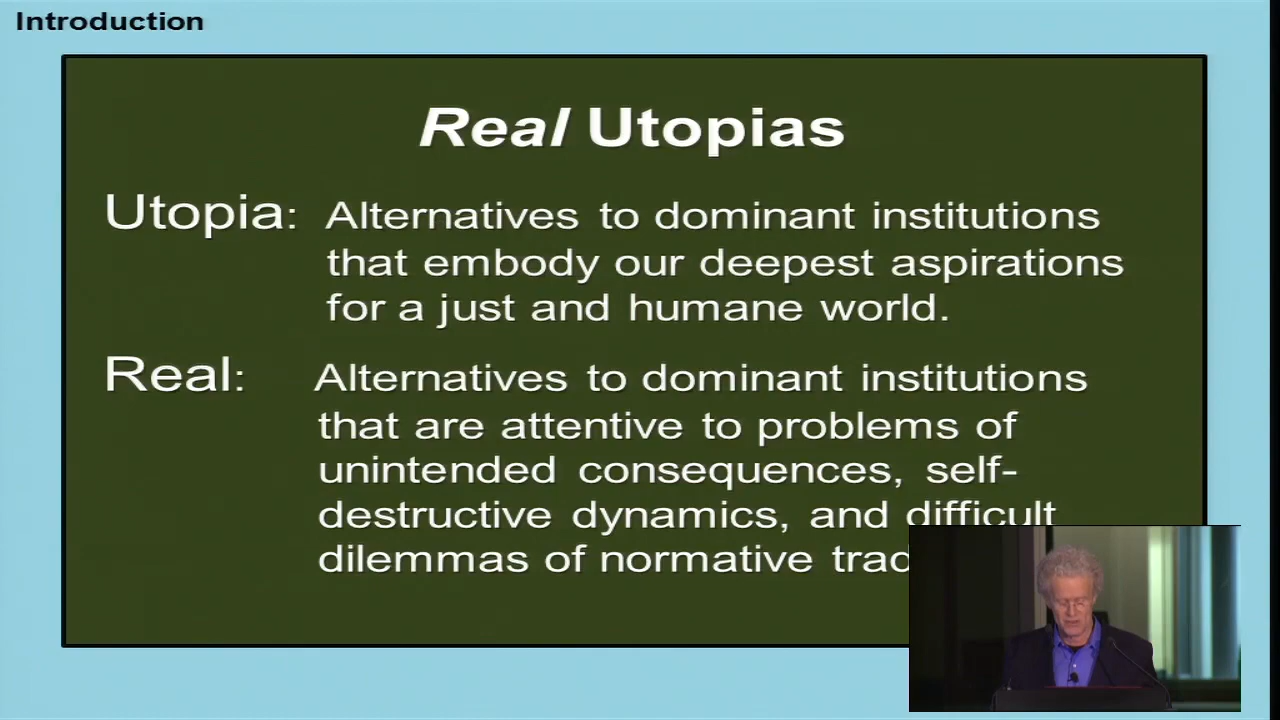 Introduction
Real Utopias
Utopia: Alternatives to dominant institutions
that embody our deepest aspirations
for a just and humane world.
Real: Alternatives to dominant institutions
that are attentive to problems of
unintended consequences, self-
destructive dynamics, and difficult
dilemmas of normative